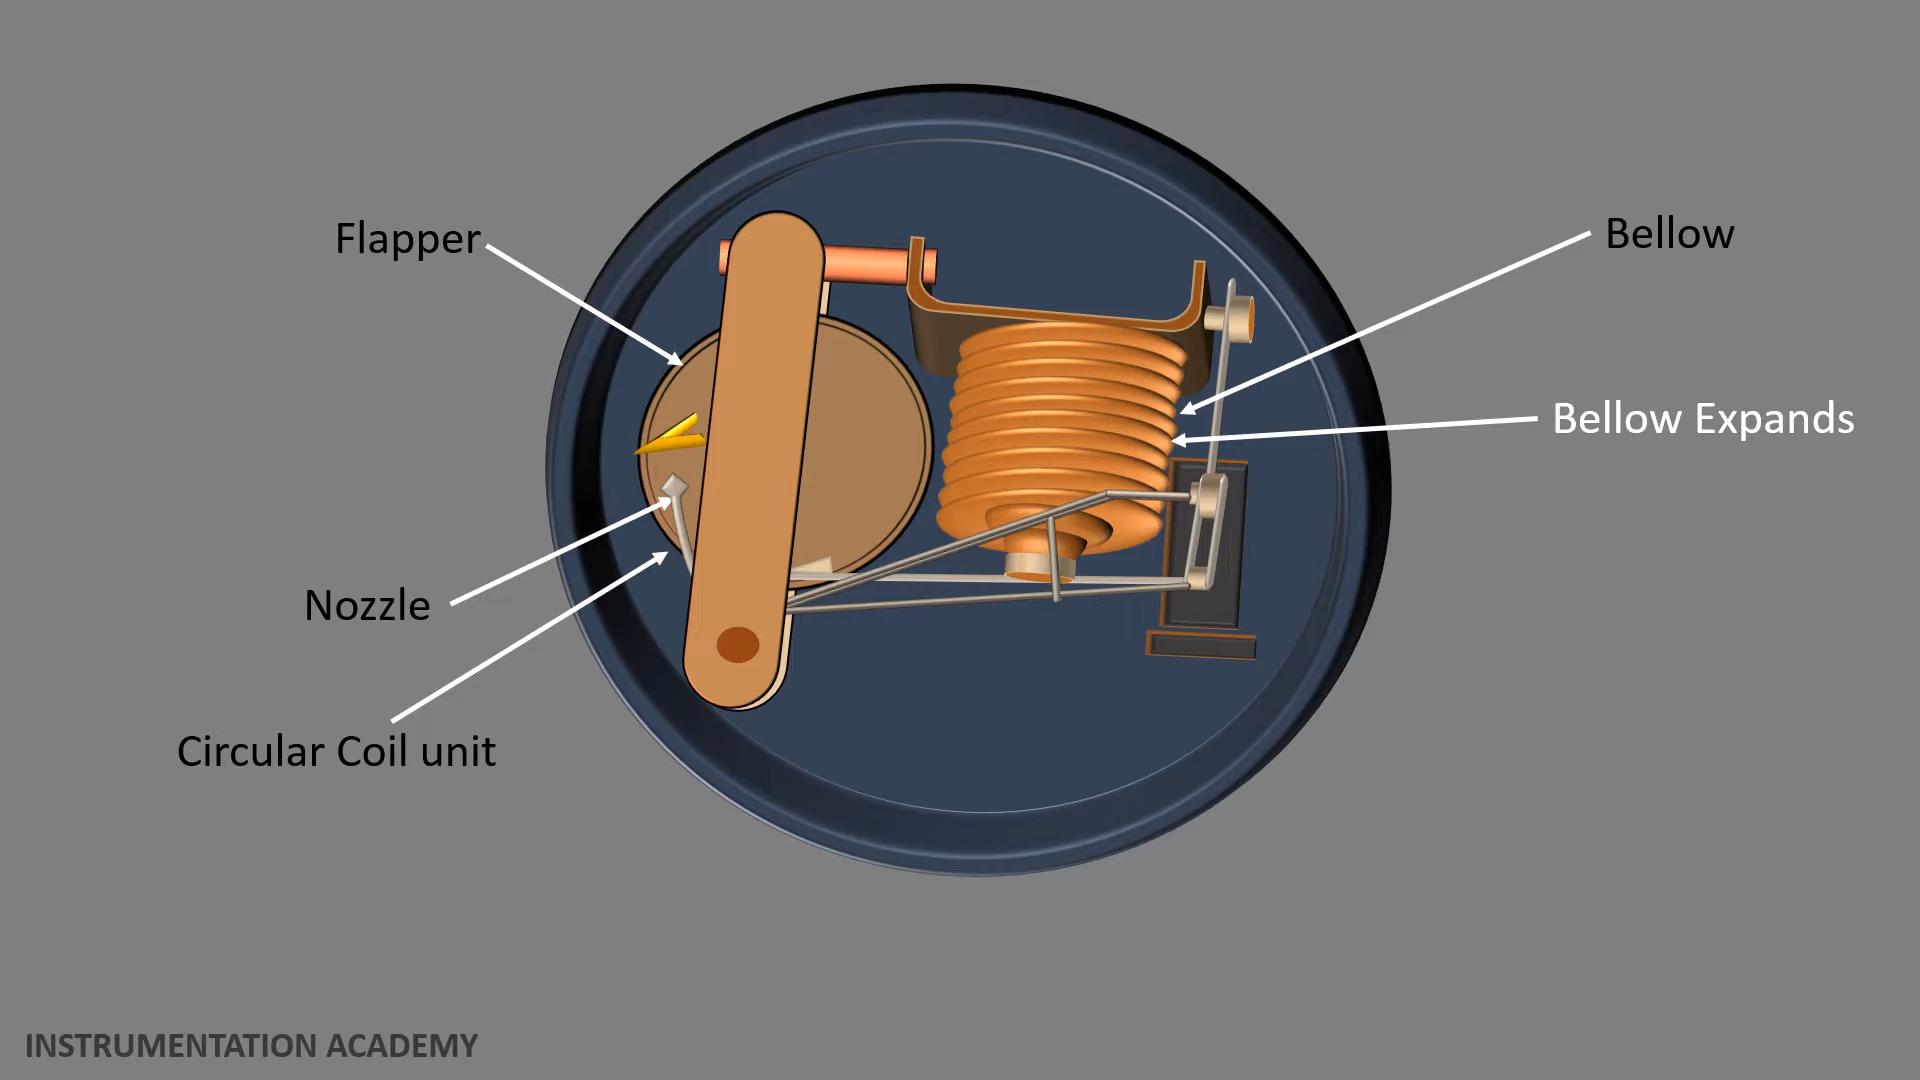 Flapper
Bellow
Bellow Expands
Nozzle
Circular Coil unit
INSTRUMENTATION ACADEMY